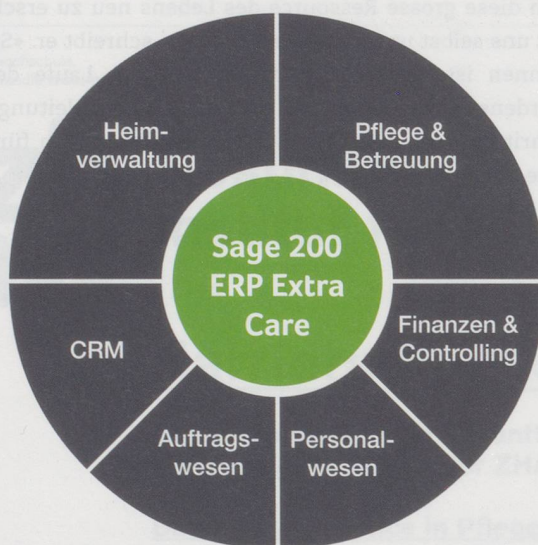 Heim-
verwaltung
Pflege &
Betreuung
Sage 200
ERP Extra
Care
CRM
Finanzen &
Controlling
Auftrags-
wesen
Personal-
wesen